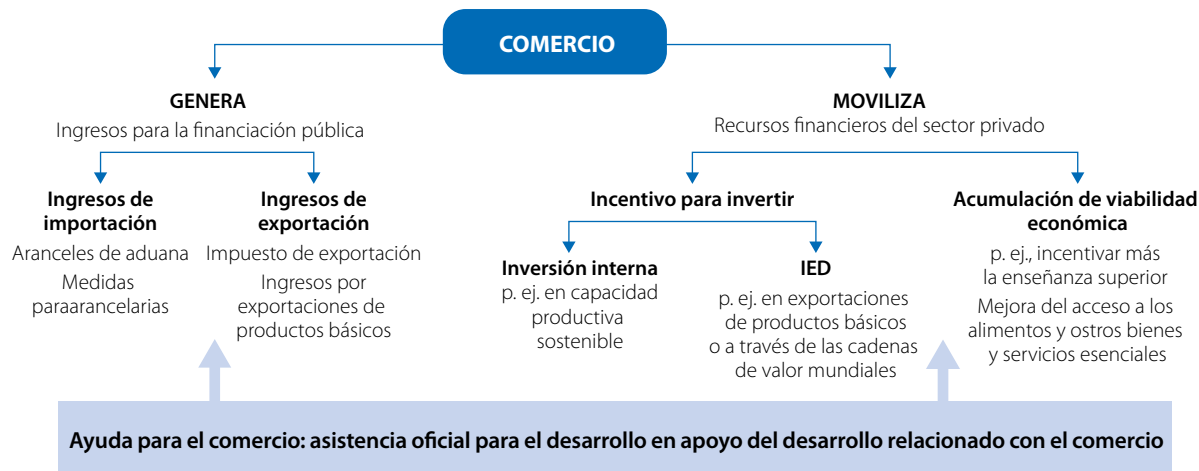 COMERCIO
GENERA
Ingresos para la financiación pública
MOVILIZA
Recursos financieros del sector privado
Ingresos de
importación
Aranceles de aduana
Medidas
paraarancelarias
Ingresos de
exportación
Impuesto de exportación
Ingresos por
exportaciones de
productos básicos
Incentivo para invertir
Inversión interna
p. ej. en capacidad
productiva
sostenible
IED
p. ej. en exportaciones
de productos básicos
o a través de las cadenas
de valor mundiales
Acumulación de viabilidad
económica
p. ej., incentivar más
la enseñanza superior
Mejora del acceso a los
alimentos y ostros bienes
y servicios esenciales
Ayuda para el comercio: asistencia oficial para el desarrollo en apoyo del desarrollo relacionado con el comercio